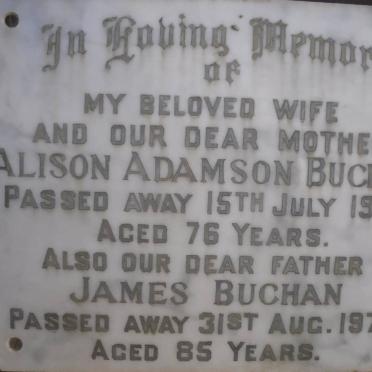 In Loving Memor
OF
MY BELOVED WIFE
AND OUR DEAR MOTHE
ALISON ADAMSON BUCH
PASSED AWAY 15TH JULY 19
AGED 76 YEARS.
ALSO OUR DEAR FATHER
JAMES BUCHAN
PASSED AWAY 31ST AUG. 197
AGED 85 YEARS.